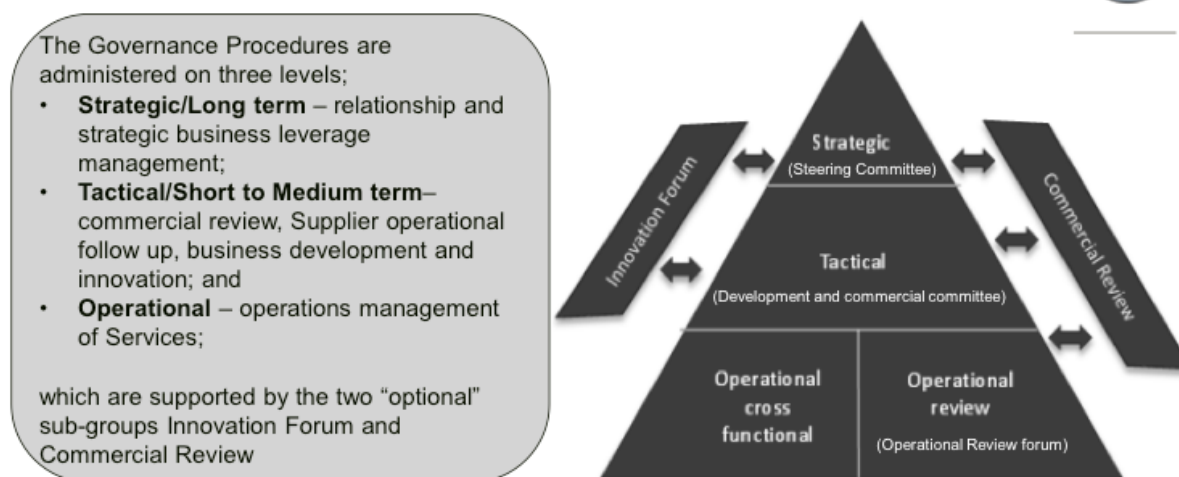 The Governance Procedures are
administered on three levels;
• Strategic/Long term – relationship and
strategic business leverage
management;
• Tactical/Short to Medium term–
commercial review, Supplier operational
follow up, business development and
innovation; and
• Operational – operations management
of Services;
which are supported by the two “optional”
sub-groups Innovation Forum and
Commercial Review
Innovation Forum
Strategic
(Steering Committee)
Commercial Review
Tactical
(Development and commercial committee)
Operational
cross
functional
Operational
review
(Operational Review forum)